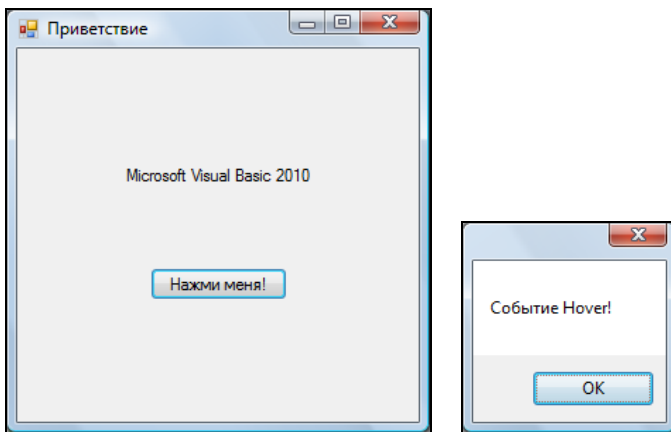 Приветствие
Microsoft Visual Basic 2010
Нажми меня!
Событие Hover!
OK